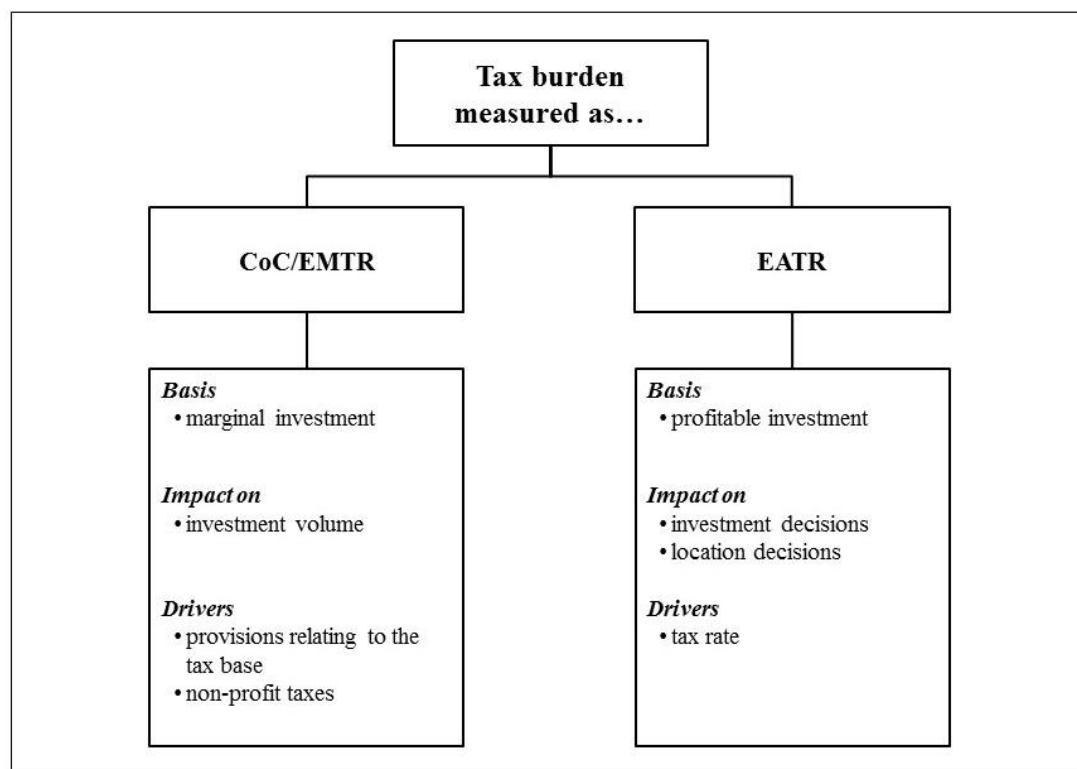 Tax burden
measured as…
CoC/EMTR
EATR
Basis
• marginal investment
Impact on
• investment volume
Drivers
• provisions relating to the
tax base
• non-profit taxes
Basis
• profitable investment
Impact on
• investment decisions
• location decisions
Drivers
• tax rate